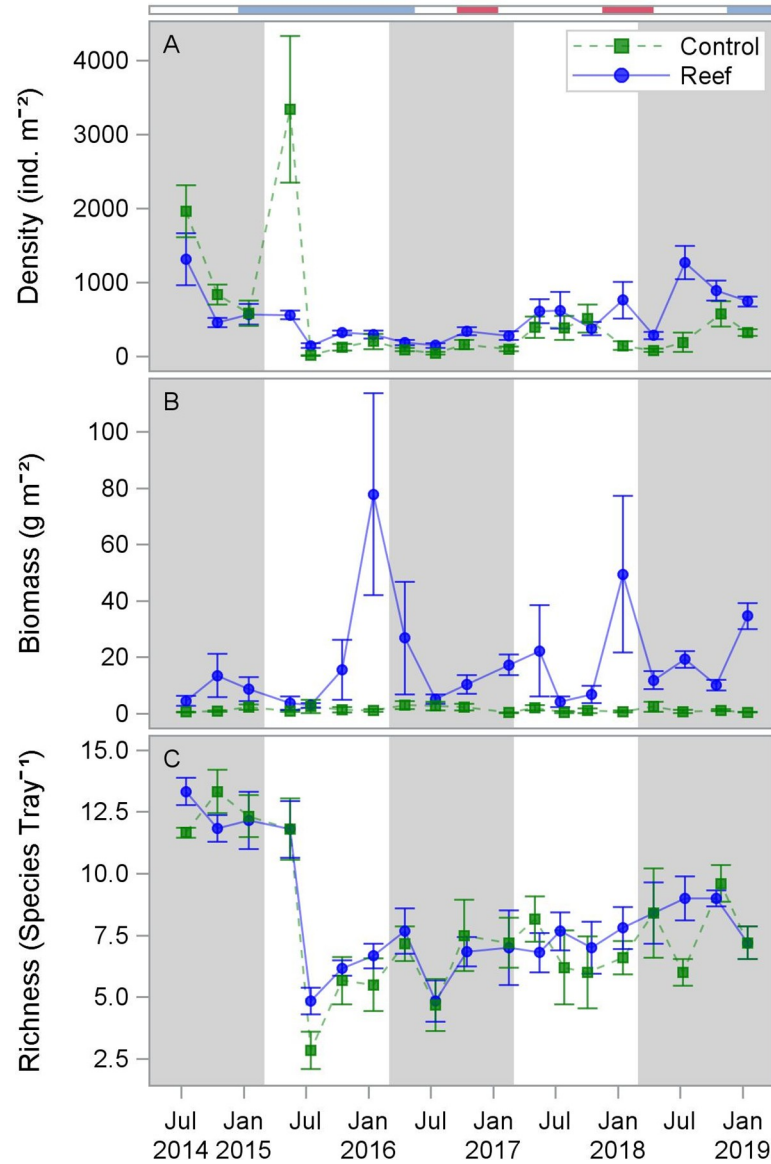 A
Control
Reef
4000
3000
2000
1000
0
Density (ind. m⁻²)
B
100
80
60
40
20
0
Biomass (g m⁻²)
C
15.0
12.5
10.0
7.5
5.0
2.5
Richness (Species Tray⁻¹)
Jul Jan Jul Jan Jul Jan Jul Jan Jul Jan
2014 2015 2016 2017 2018 2019